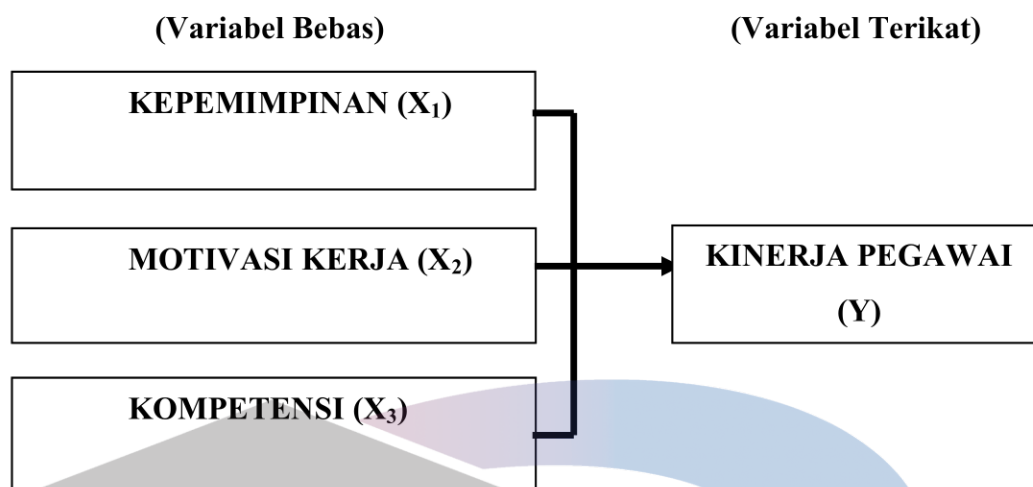 (Variabel Bebas) (Variabel Terikat)
KEPEMIMPINAN (X₁)
MOTIVASI KERJA (X₂)
KINERJA PEGAWAI
(Y)
KOMPETENSI (X₃)